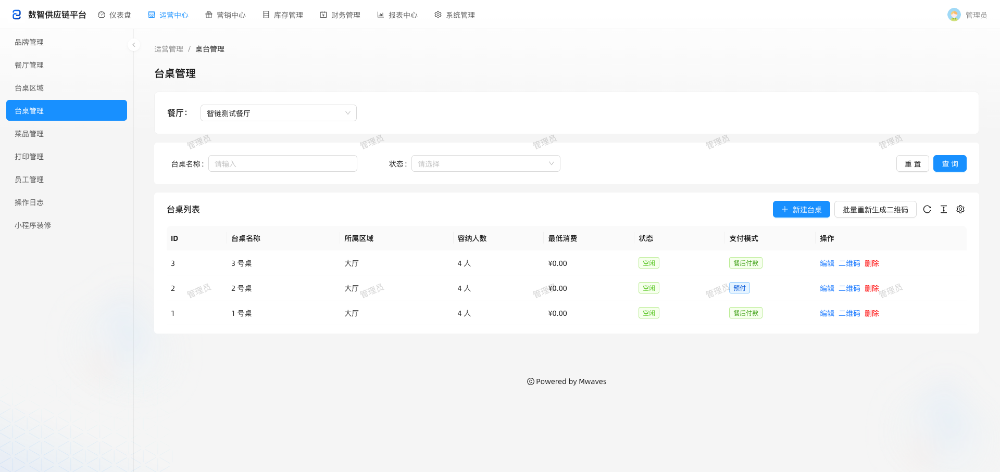 数智供应链平台 仪表盘 运营中心 营销中心 库存管理 财务管理 报表中心 系统管理 管理员
品牌管理
餐厅管理
台桌区域
台桌管理
菜品管理
打印管理
员工管理
操作日志
小程序装修
运营管理 / 桌台管理
台桌管理
餐厅： 智链测试餐厅
管理员 管理员 管理员 管理员 管理员
台桌名称： 请输入 状态： 请选择 重 置 查 询
台桌列表 新建台桌 批量重新生成二维码
ID 台桌名称 所属区域 容纳人数 最低消费 状态 支付模式 操作
3 3 号桌 大厅 4 人 ¥0.00 空闲 餐后付款 编辑 二维码 删除
2 2 号桌 大厅 4 人 ¥0.00 空闲 预付 编辑 二维码 删除
管理员 管理员 管理员 管理员 管理员
1 1 号桌 大厅 4 人 ¥0.00 空闲 餐后付款 编辑 二维码 删除
© Powered by Mwaves